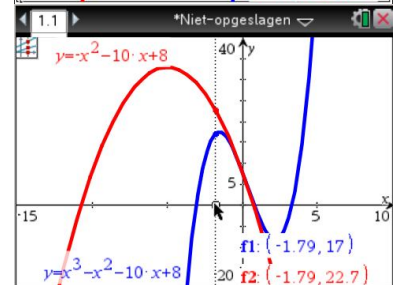 1.1
*Niet-opgeslagen
40 y
y=-x²-10·x+8
5
x
-15
5
10
f1: (-1.79, 17)
y=x³-x²-10·x+8
20
f2: (-1.79, 22.7)